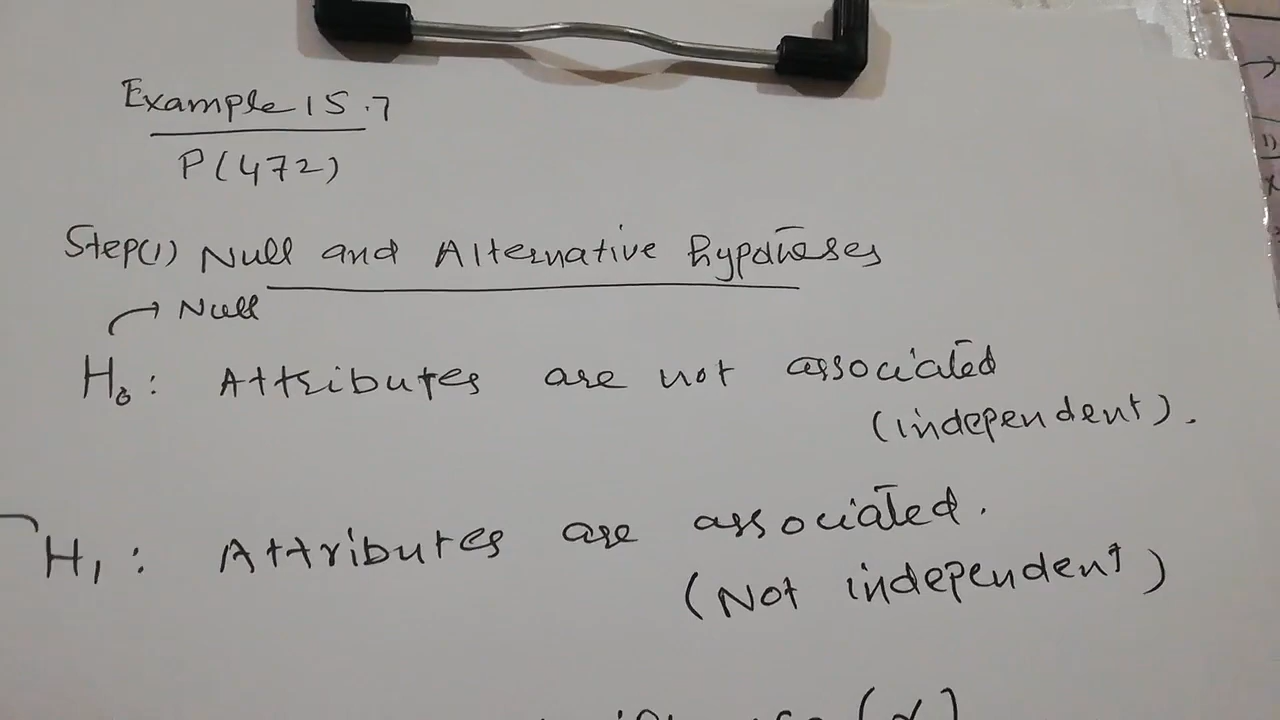 Example 15.7
P(472)
Step(1) Null and Alternative hypotheses
→ Null
H₀: Attributes are not associated
(independent).
H₁: Attributes are associated.
(Not independent)
(α)